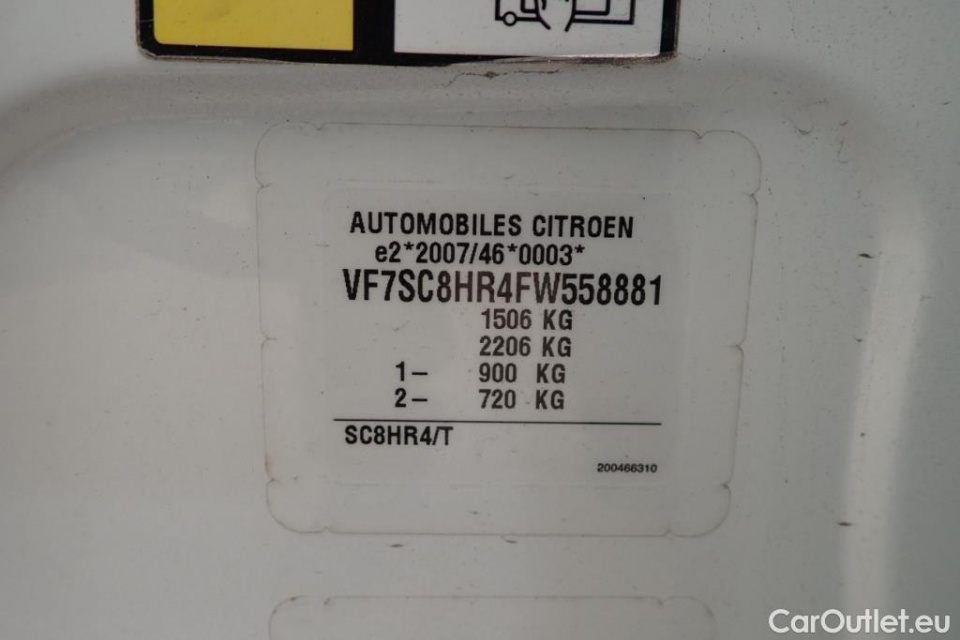 AUTOMOBILES CITROEN
e2*2007/46*0003*
VF7SC8HR4FW558881
1506 KG
2206 KG
1– 900 KG
2– 720 KG
SC8HR4/T
200466310
CarOutlet.eu